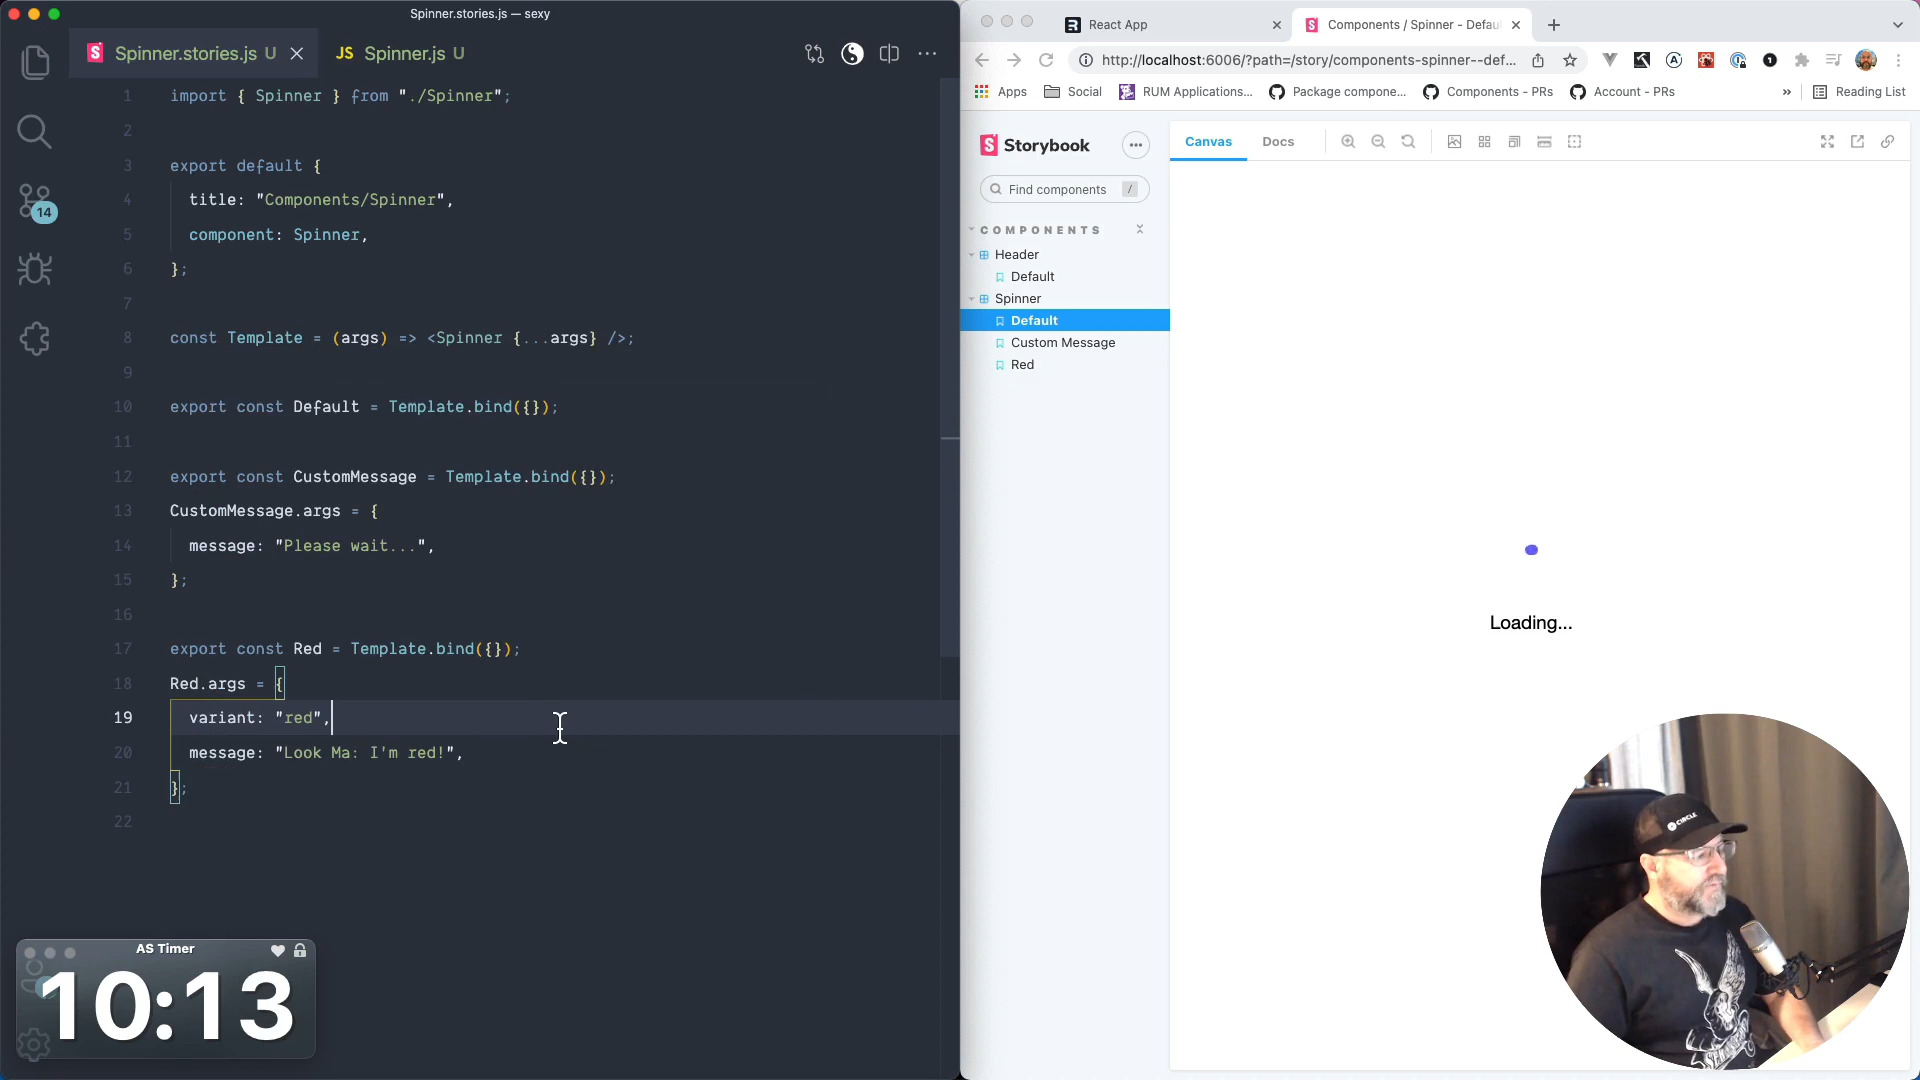 Spinner.stories.js — sexy
Spinner.stories.js U
JS Spinner.js U
14
1 import { Spinner } from "./Spinner";
2
3 export default {
4 title: "Components/Spinner",
5 component: Spinner,
6 };
7
8 const Template = (args) => <Spinner {...args} />;
9
10 export const Default = Template.bind({});
11
12 export const CustomMessage = Template.bind({});
13 CustomMessage.args = {
14 message: "Please wait...",
15 };
16
17 export const Red = Template.bind({});
18 Red.args = {
19 variant: "red",
20 message: "Look Ma: I'm red!",
21 };
22
AS Timer
10:13
React App
Components / Spinner - Defau
http://localhost:6006/?path=/story/components-spinner--def...
Apps
Social
RUM Applications...
Package compone...
Components - PRs
Account - PRs
»
Reading List
Storybook
Find components
/
COMPONENTS
Header
Default
Spinner
Default
Custom Message
Red
Canvas
Docs
Loading...
CIRCLE